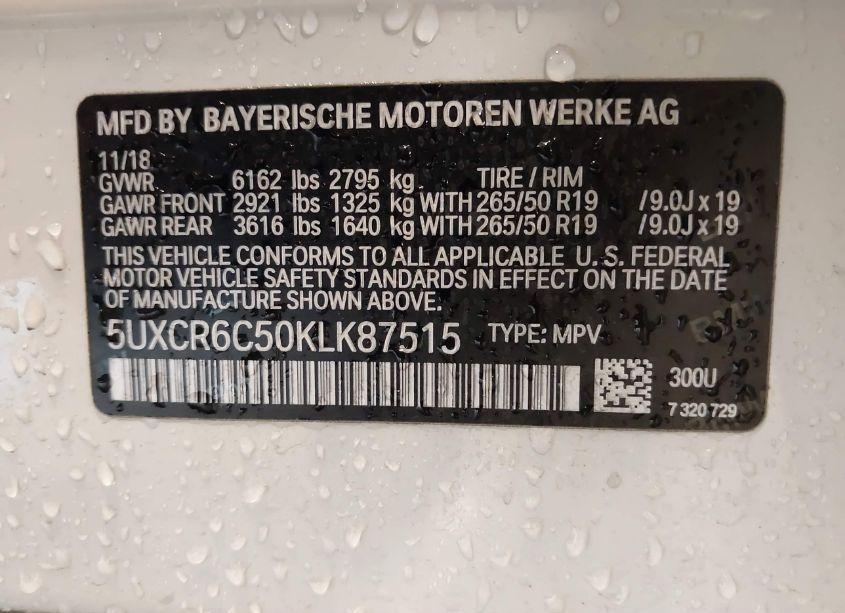 MFD BY BAYERISCHE MOTOREN WERKE AG
11/18
GVWR 6162 lbs 2795 kg TIRE / RIM
GAWR FRONT 2921 lbs 1325 kg WITH 265/50 R19 /9.0J x 19
GAWR REAR 3616 lbs 1640 kg WITH 265/50 R19 /9.0J x 19
THIS VEHICLE CONFORMS TO ALL APPLICABLE U.S. FEDERAL
MOTOR VEHICLE SAFETY STANDARDS IN EFFECT ON THE DATE
OF MANUFACTURE SHOWN ABOVE.
5UXCR6C50KLK87515 TYPE: MPV
300U
7 320 729